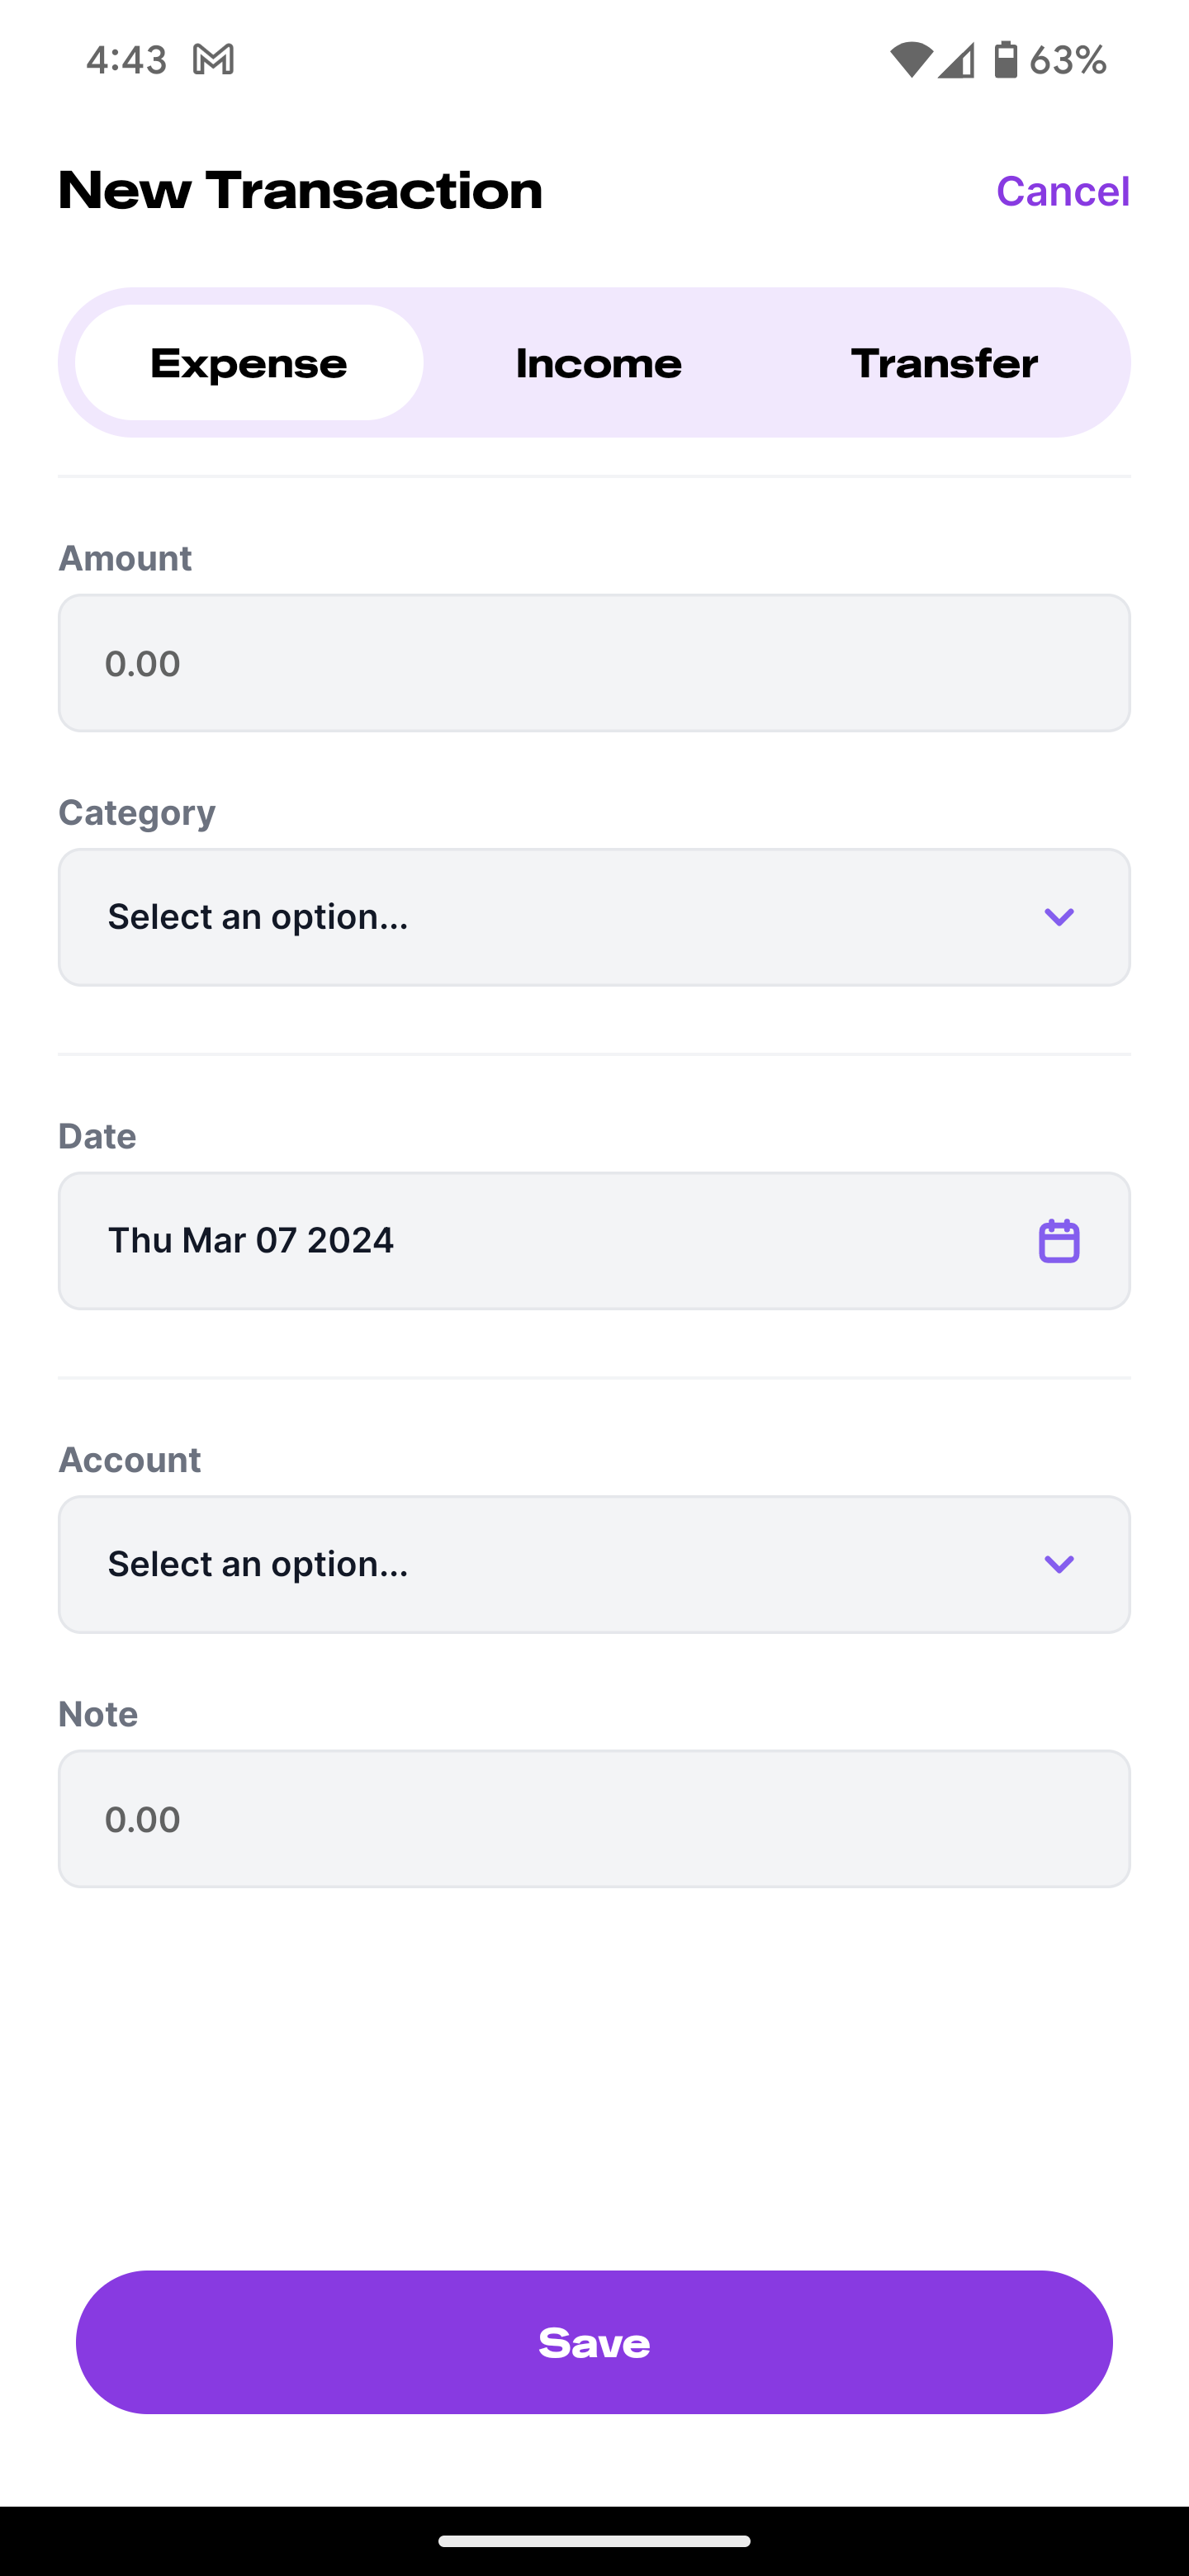 4:43 63%
New Transaction Cancel
Expense Income Transfer
Amount
0.00
Category
Select an option...
Date
Thu Mar 07 2024
Account
Select an option...
Note
0.00
Save